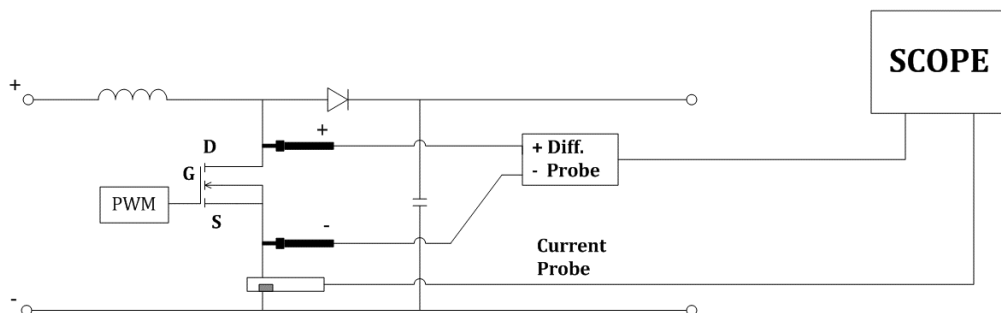 SCOPE
+
+
D
+ Diff.
- Probe
G
PWM
S
-
Current
Probe
-